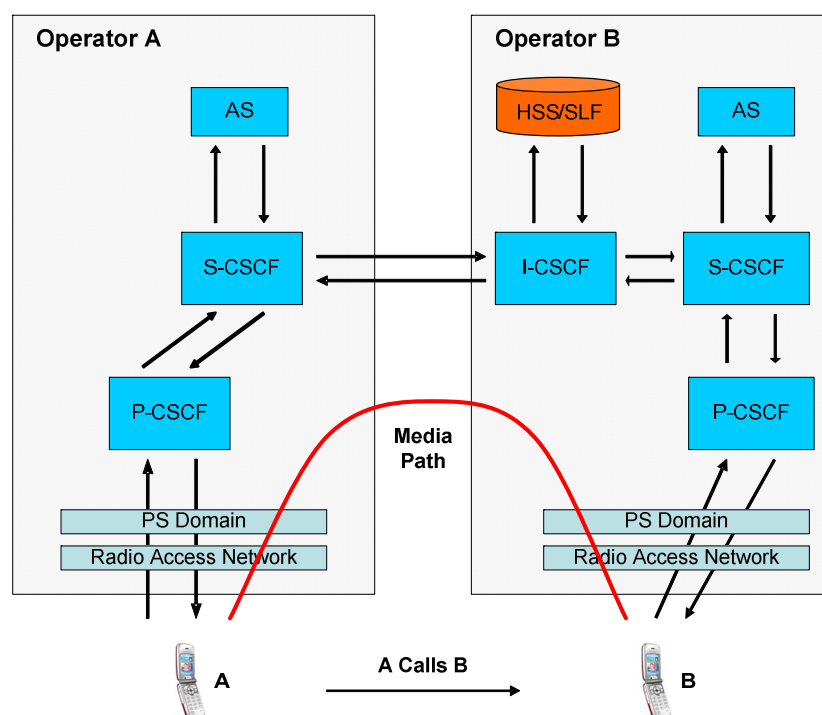 Operator A
Operator B
AS
HSS/SLF
AS
S-CSCF
I-CSCF
S-CSCF
P-CSCF
P-CSCF
Media
Path
PS Domain
PS Domain
Radio Access Network
Radio Access Network
A Calls B
A
B